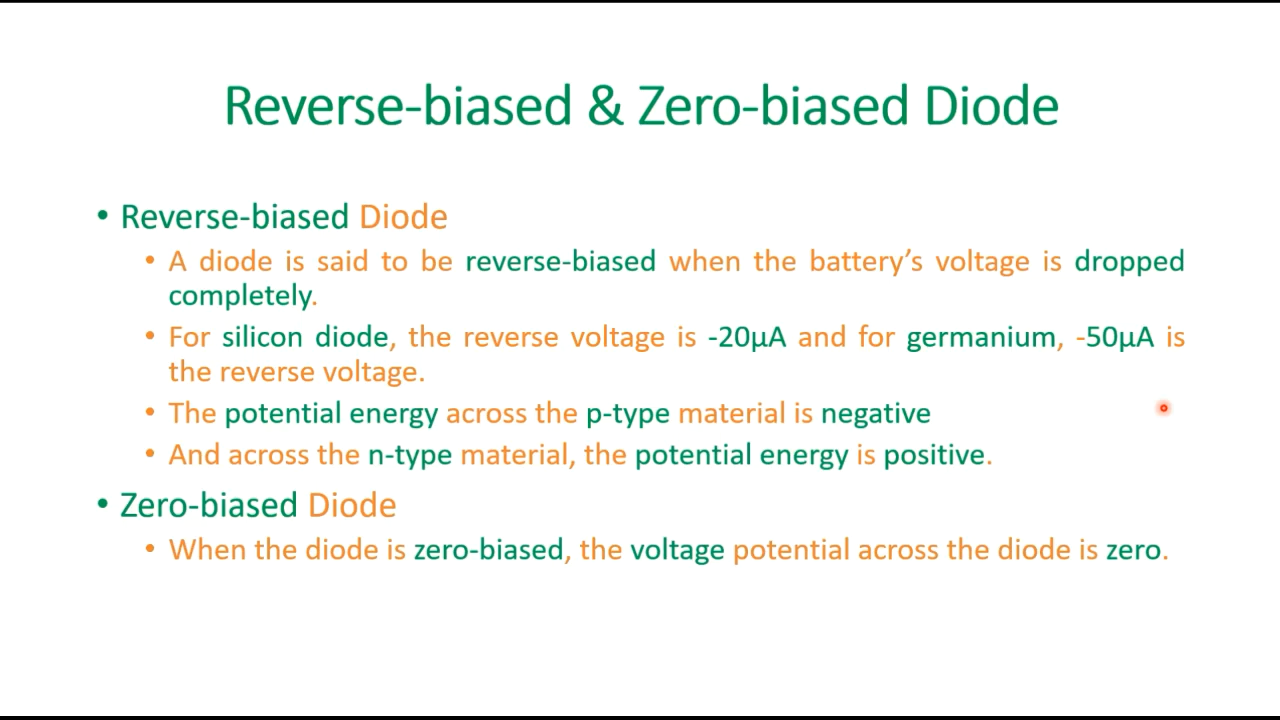 Reverse-biased & Zero-biased Diode
• Reverse-biased Diode
• A diode is said to be reverse-biased when the battery’s voltage is dropped
completely.
• For silicon diode, the reverse voltage is -20µA and for germanium, -50µA is
the reverse voltage.
• The potential energy across the p-type material is negative
• And across the n-type material, the potential energy is positive.
• Zero-biased Diode
• When the diode is zero-biased, the voltage potential across the diode is zero.